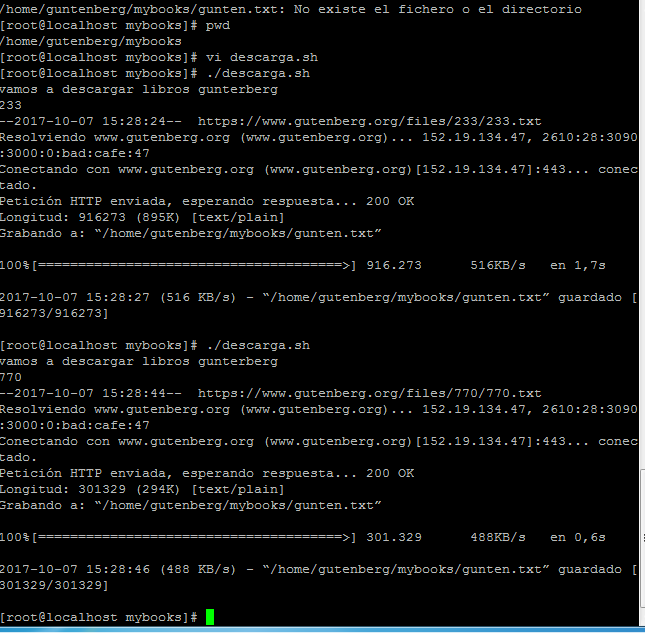 /home/guntenberg/mybooks/gunten.txt: No existe el fichero o el directorio
[root@localhost mybooks]# pwd
/home/gutenberg/mybooks
[root@localhost mybooks]# vi descarga.sh
[root@localhost mybooks]# ./descarga.sh
vamos a descargar libros gunterberg
233
--2017-10-07 15:28:24--  https://www.gutenberg.org/files/233/233.txt
Resolviendo www.gutenberg.org (www.gutenberg.org)... 152.19.134.47, 2610:28:3090
:3000:0:bad:cafe:47
Conectando con www.gutenberg.org (www.gutenberg.org)[152.19.134.47]:443... conec
tado.
Petición HTTP enviada, esperando respuesta... 200 OK
Longitud: 916273 (895K) [text/plain]
Grabando a: “/home/gutenberg/mybooks/gunten.txt”
100%[======================================>] 916.273      516KB/s   en 1,7s
2017-10-07 15:28:27 (516 KB/s) - “/home/gutenberg/mybooks/gunten.txt” guardado [
916273/916273]
[root@localhost mybooks]# ./descarga.sh
vamos a descargar libros gunterberg
770
--2017-10-07 15:28:44--  https://www.gutenberg.org/files/770/770.txt
Resolviendo www.gutenberg.org (www.gutenberg.org)... 152.19.134.47, 2610:28:3090
:3000:0:bad:cafe:47
Conectando con www.gutenberg.org (www.gutenberg.org)[152.19.134.47]:443... conec
tado.
Petición HTTP enviada, esperando respuesta... 200 OK
Longitud: 301329 (294K) [text/plain]
Grabando a: “/home/gutenberg/mybooks/gunten.txt”
100%[======================================>] 301.329      488KB/s   en 0,6s
2017-10-07 15:28:46 (488 KB/s) - “/home/gutenberg/mybooks/gunten.txt” guardado [
301329/301329]
[root@localhost mybooks]#